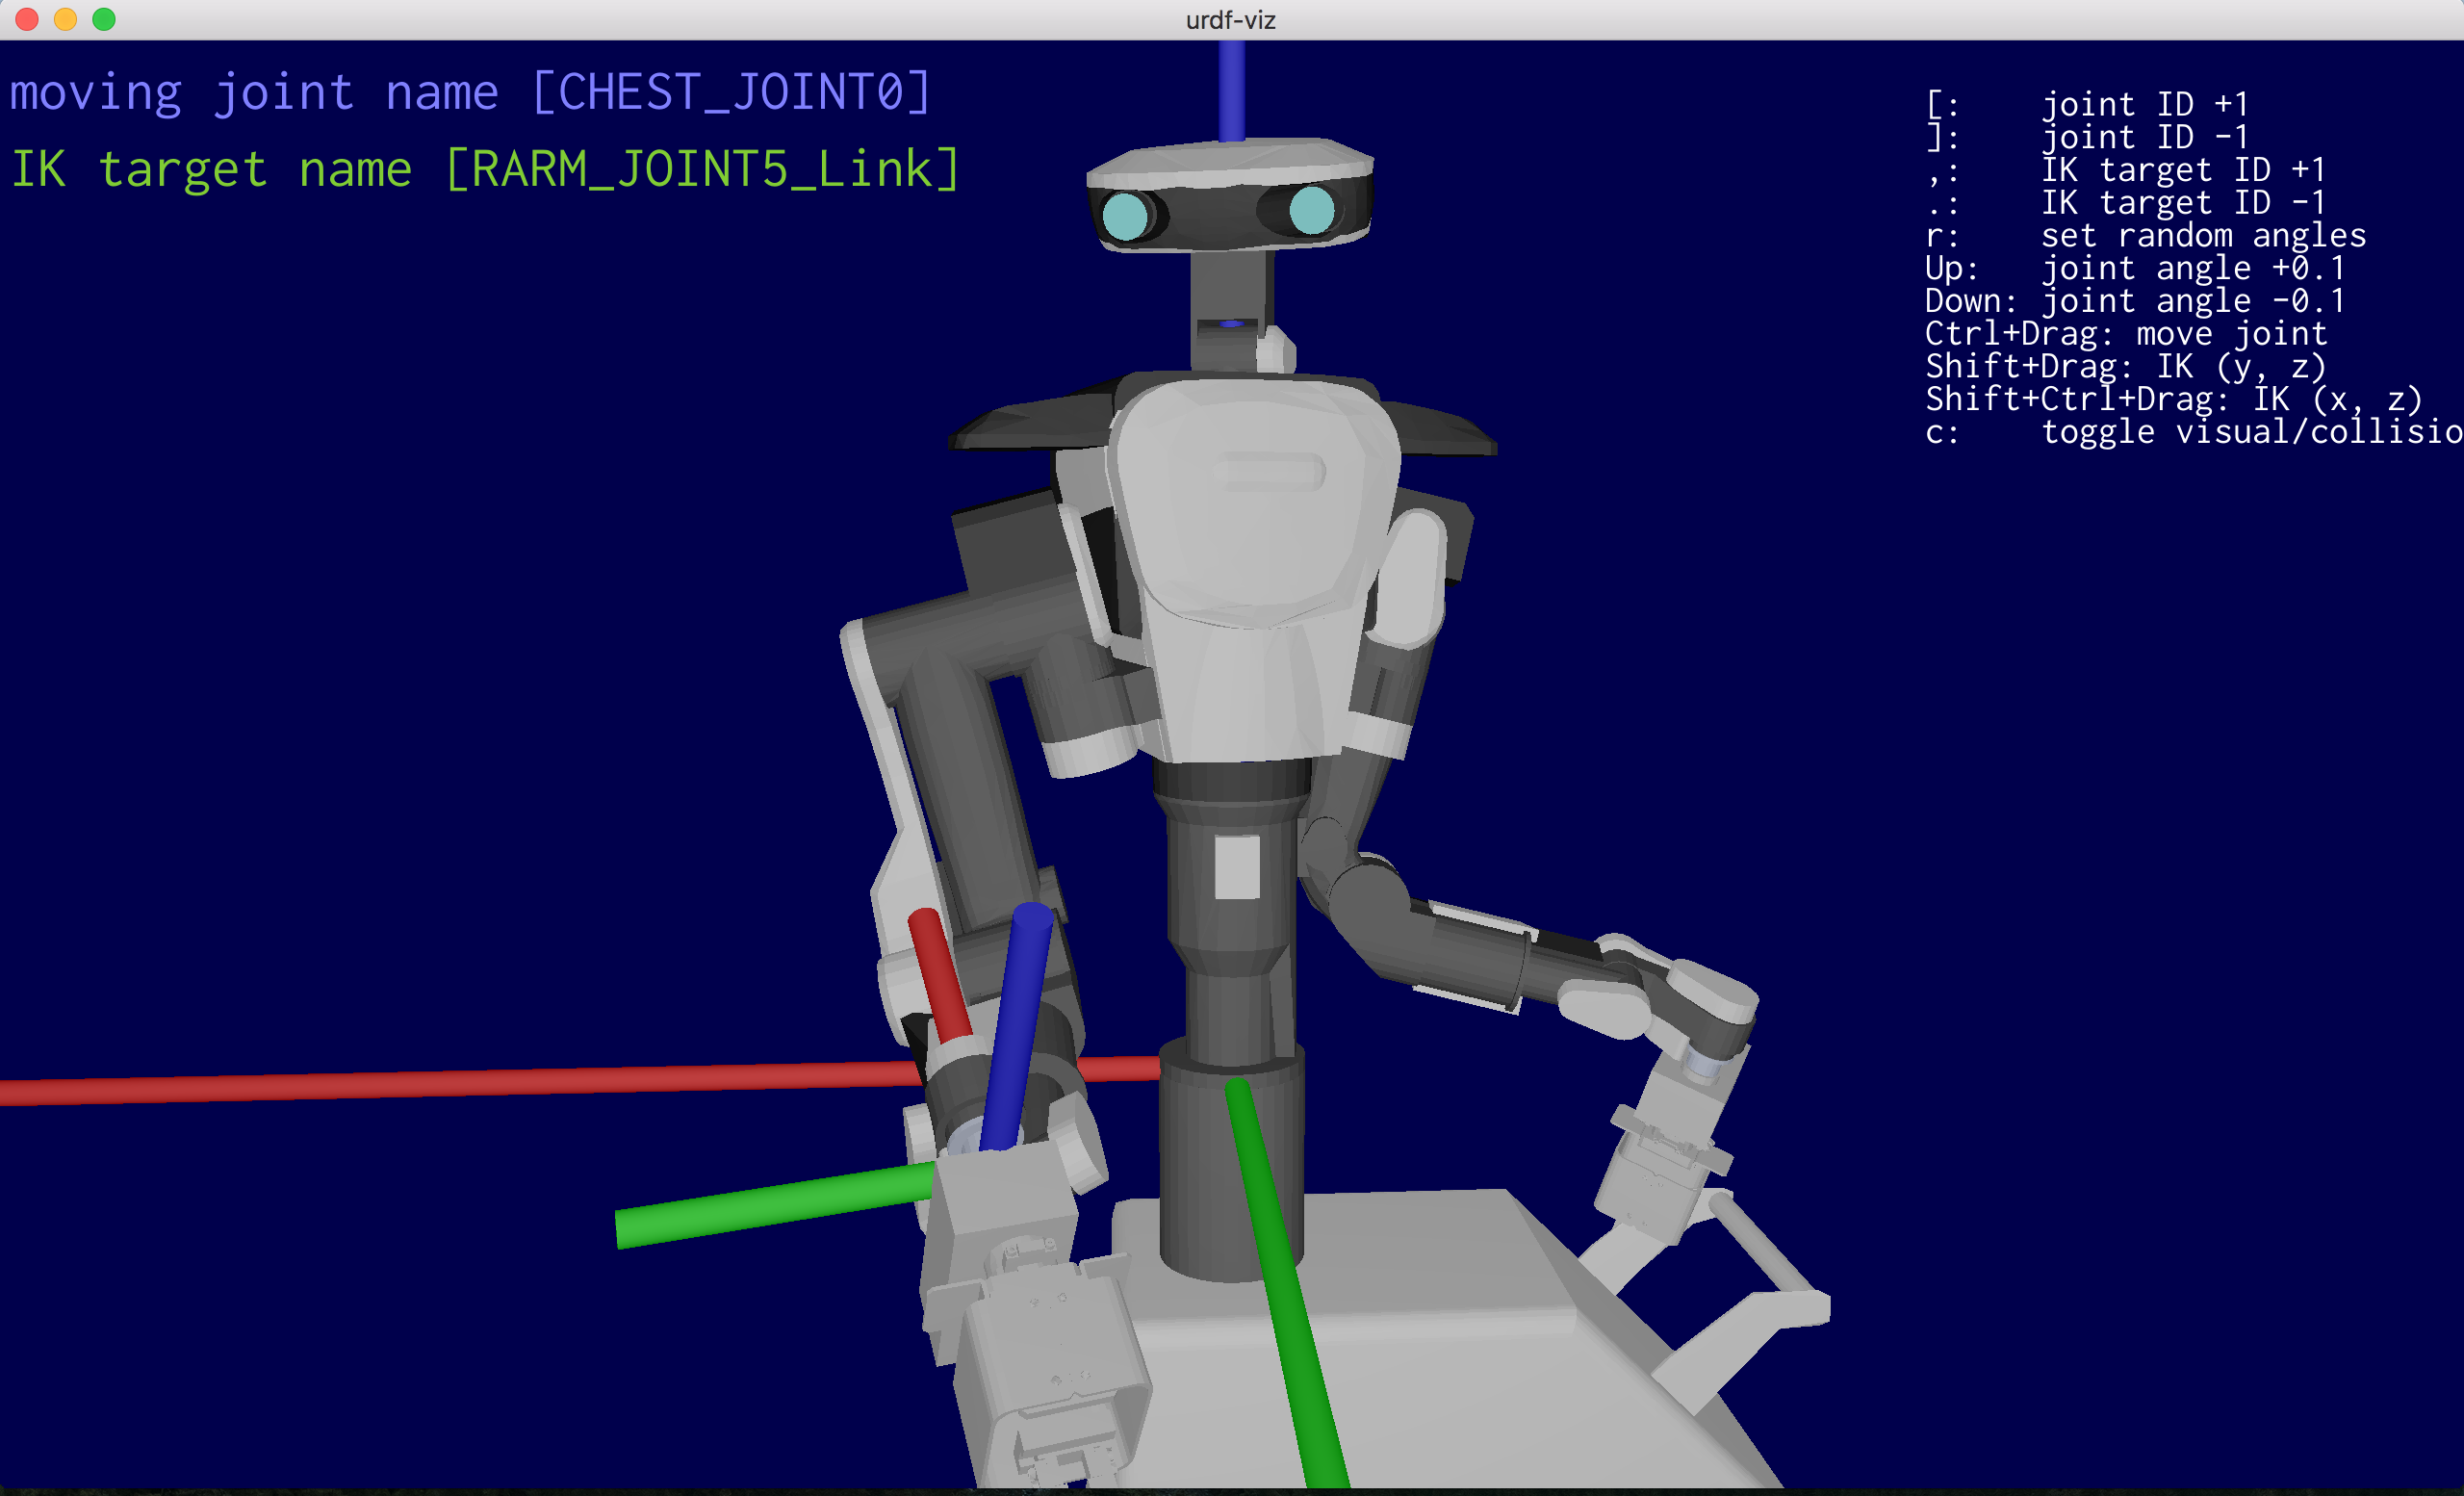 urdf-viz
moving joint name [CHEST_JOINT0]
IK target name [RARM_JOINT5_Link]
[: joint ID +1
]: joint ID -1
,: IK target ID +1
.: IK target ID -1
r: set random angles
Up: joint angle +0.1
Down: joint angle -0.1
Ctrl+Drag: move joint
Shift+Drag: IK (y, z)
Shift+Ctrl+Drag: IK (x, z)
c: toggle visual/collisio